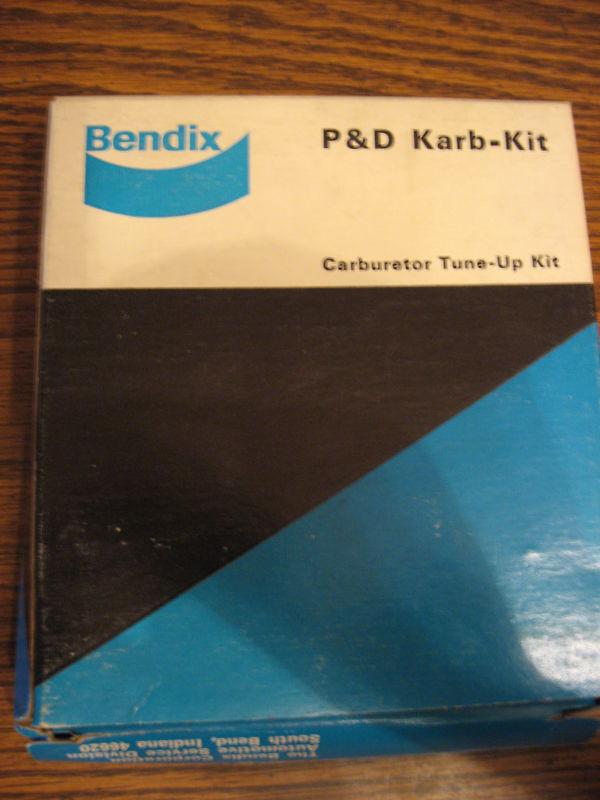 Bendix
P&D Karb-Kit
Carburetor Tune-Up Kit
The Bendix Corporation
Automotive Service Division
South Bend, Indiana 46620